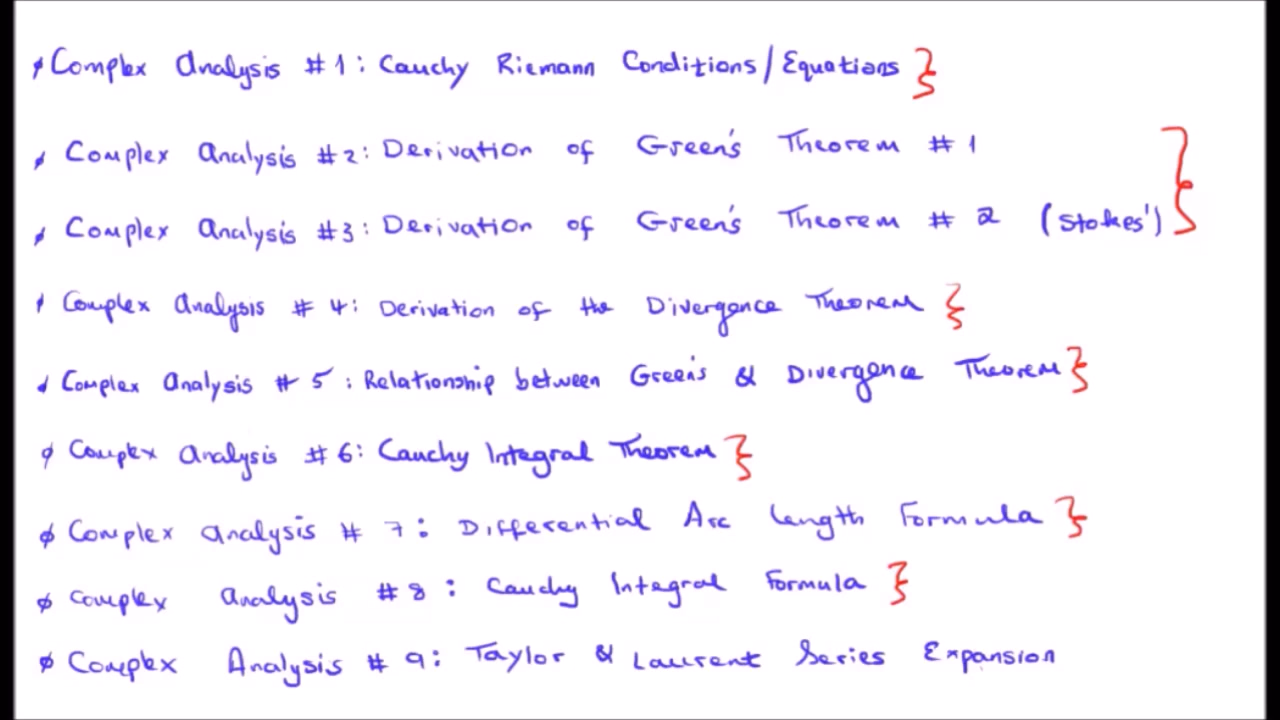 Complex Analysis #1: Cauchy Riemann Conditions/Equations
Complex Analysis #2: Derivation of Green's Theorem #1
Complex Analysis #3: Derivation of Green's Theorem #2 (Stokes')
Complex Analysis #4: Derivation of the Divergence Theorem
Complex Analysis #5: Relationship between Green's & Divergence Theorem
Complex Analysis #6: Cauchy Integral Theorem
Complex Analysis #7: Differential Arc length Formula
Complex Analysis #8: Cauchy Integral Formula
Complex Analysis #9: Taylor & Laurent Series Expansion